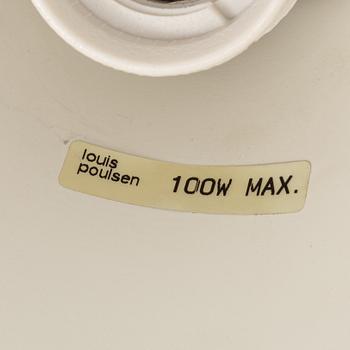 louis
poulsen 100W MAX.